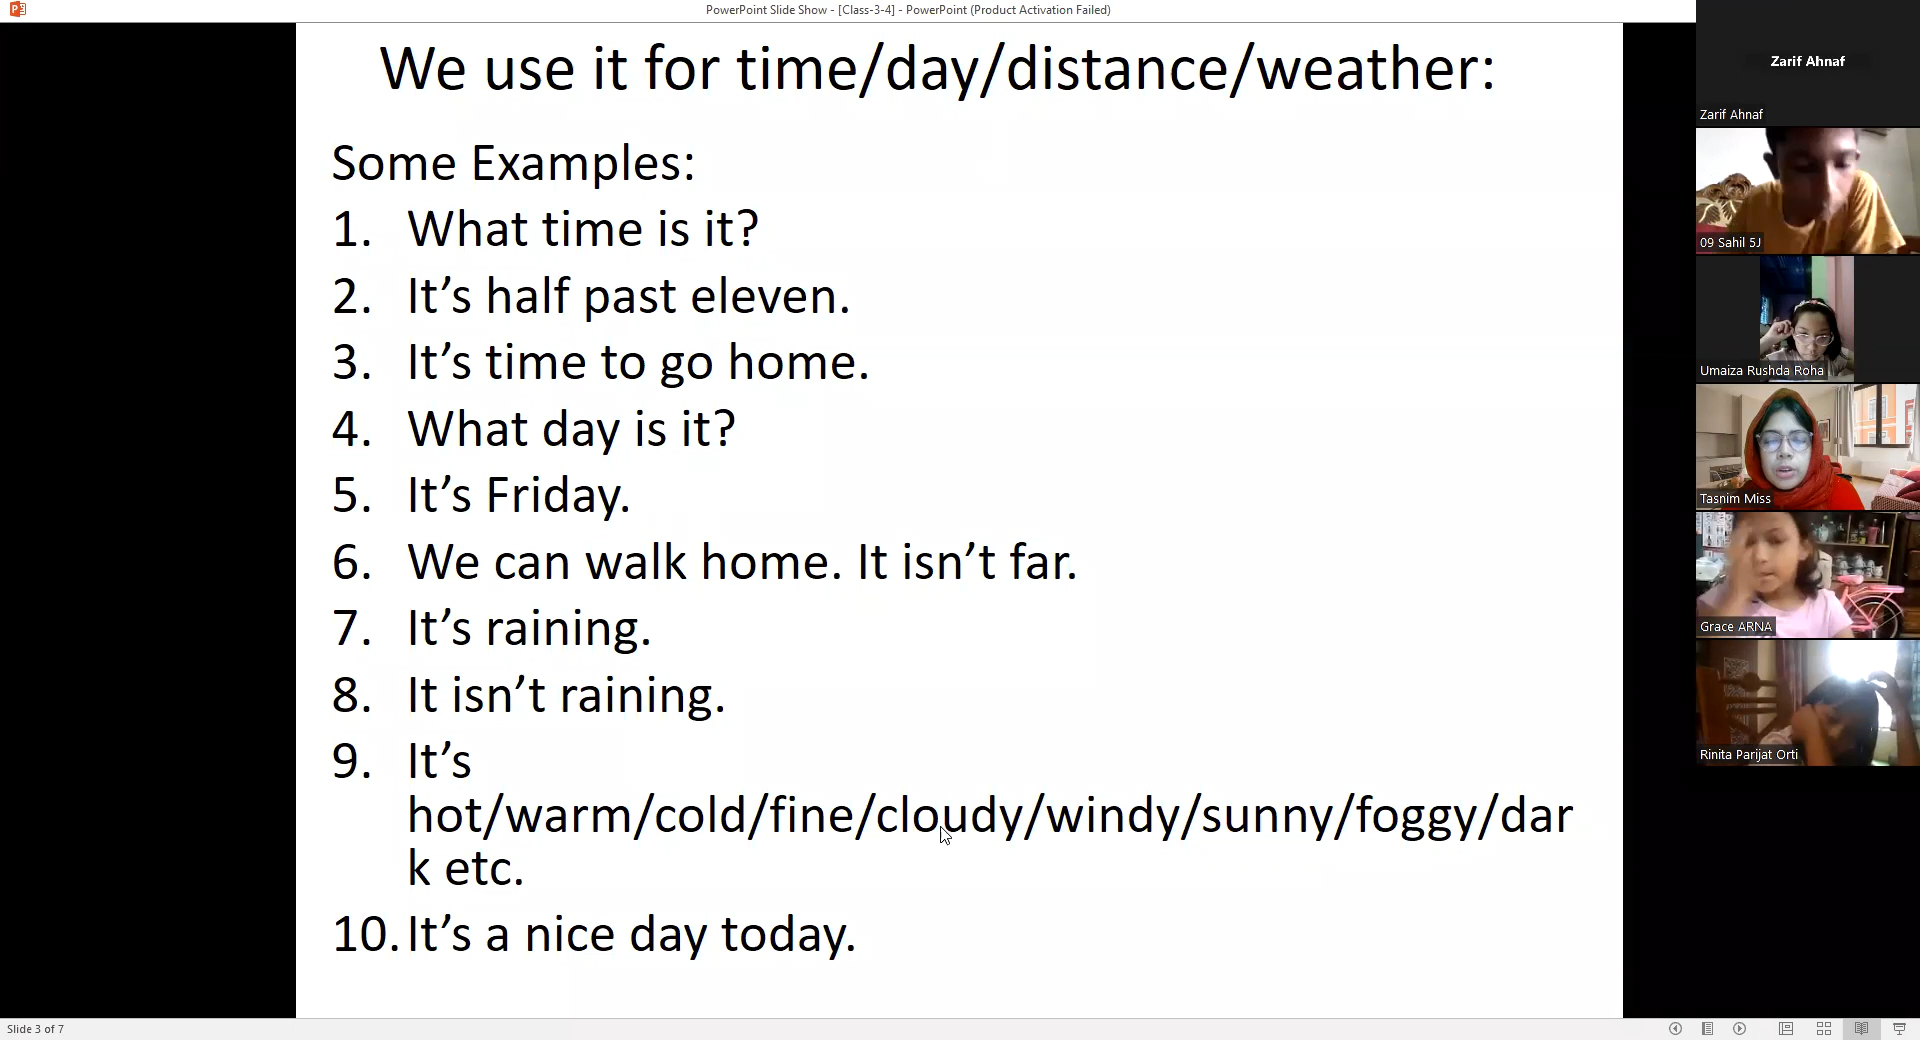 PowerPoint Slide Show - [Class-3-4] - PowerPoint (Product Activation Failed)
We use it for time/day/distance/weather:
Some Examples:
1. What time is it?
2. It’s half past eleven.
3. It’s time to go home.
4. What day is it?
5. It’s Friday.
6. We can walk home. It isn’t far.
7. It’s raining.
8. It isn’t raining.
9. It’s
hot/warm/cold/fine/cloudy/windy/sunny/foggy/dar
k etc.
10. It’s a nice day today.
Slide 3 of 7
Zarif Ahnaf
Zarif Ahnaf
09 Sahil 5J
Umaiza Rushda Roha
Tasnim Miss
Grace ARNA
Rinita Parijat Orti